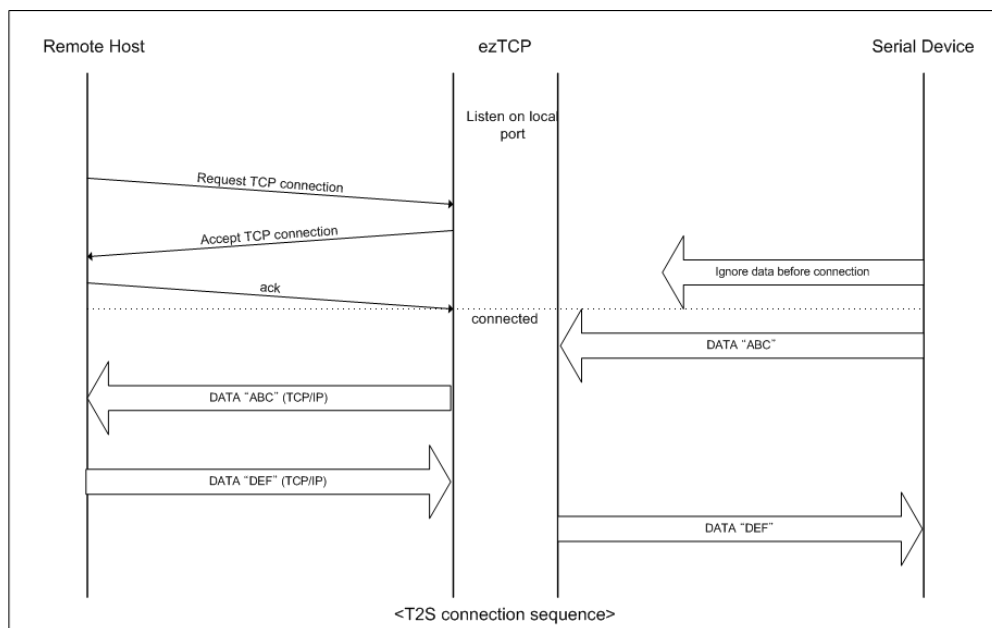 Remote Host
ezTCP
Serial Device
Listen on local
port
Request TCP connection
Accept TCP connection
Ignore data before connection
ack
connected
DATA “ABC”
DATA “ABC” (TCP/IP)
DATA “DEF” (TCP/IP)
DATA “DEF”
<T2S connection sequence>